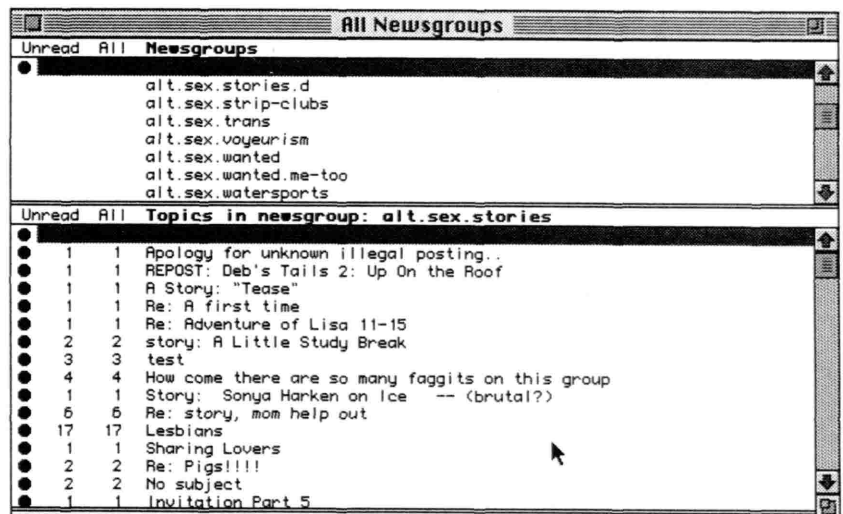 All Newsgroups
Unread All Newsgroups
alt.sex.stories.d
alt.sex.strip-clubs
alt.sex.trans
alt.sex.voyeurism
alt.sex.wanted
alt.sex.wanted.me-too
alt.sex.watersports
Unread All Topics in newsgroup: alt.sex.stories
1 1 Apology for unknown illegal posting..
1 1 REPOST: Deb's Tails 2: Up On the Roof
1 1 A Story: "Tease"
1 1 Re: A first time
1 1 Re: Adventure of Lisa 11-15
2 2 story: A Little Study Break
3 3 test
4 4 How come there are so many faggits on this group
1 1 Story: Sonya Harken on Ice -- (brutal?)
6 6 Re: story, mom help out
17 17 Lesbians
1 1 Sharing Lovers
2 2 Re: Pigs!!!!
2 2 No subject
1 1 Invitation Part 5